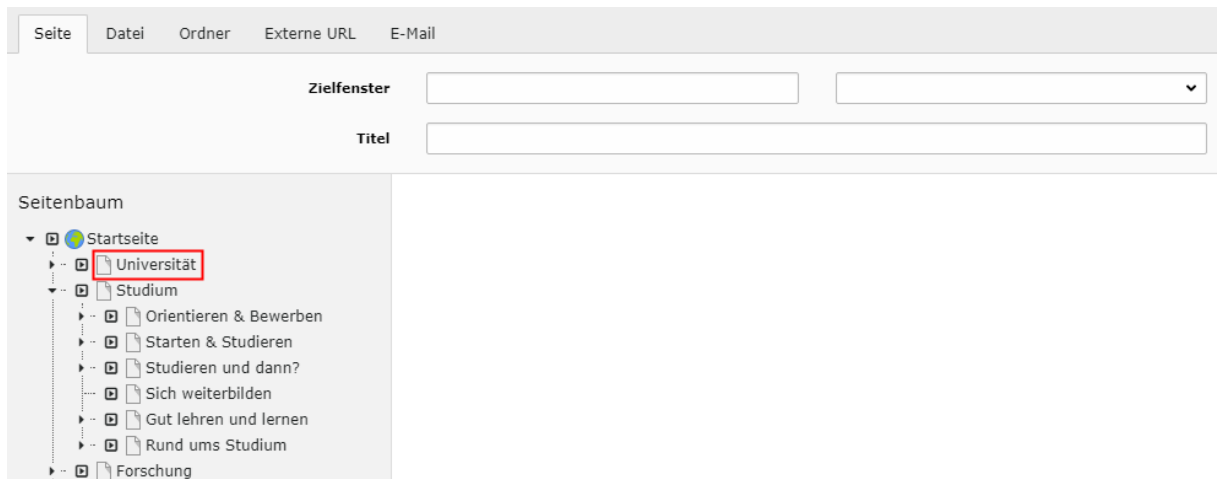 Seite Datei Ordner Externe URL E-Mail
Zielfenster
Titel
Seitenbaum
Startseite
Universität
Studium
Orientieren & Bewerben
Starten & Studieren
Studieren und dann?
Sich weiterbilden
Gut lehren und lernen
Rund ums Studium
Forschung